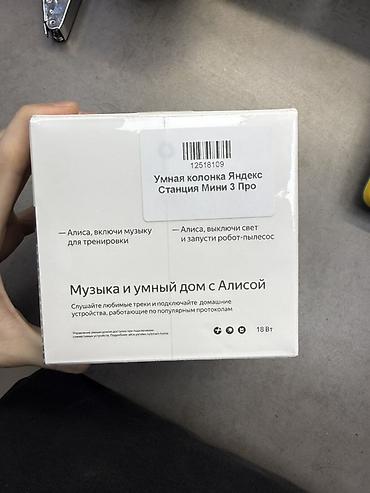 12518109
Умная колонка Яндекс
Станция Мини 3 Про
— Алиса, включи музыку
для тренировки
— Алиса, выключи свет
и запусти робот-пылесос
Музыка и умный дом с Алисой
Слушайте любимые треки и подключайте домашние
устройства, работающие по популярным протоколам
18 Вт